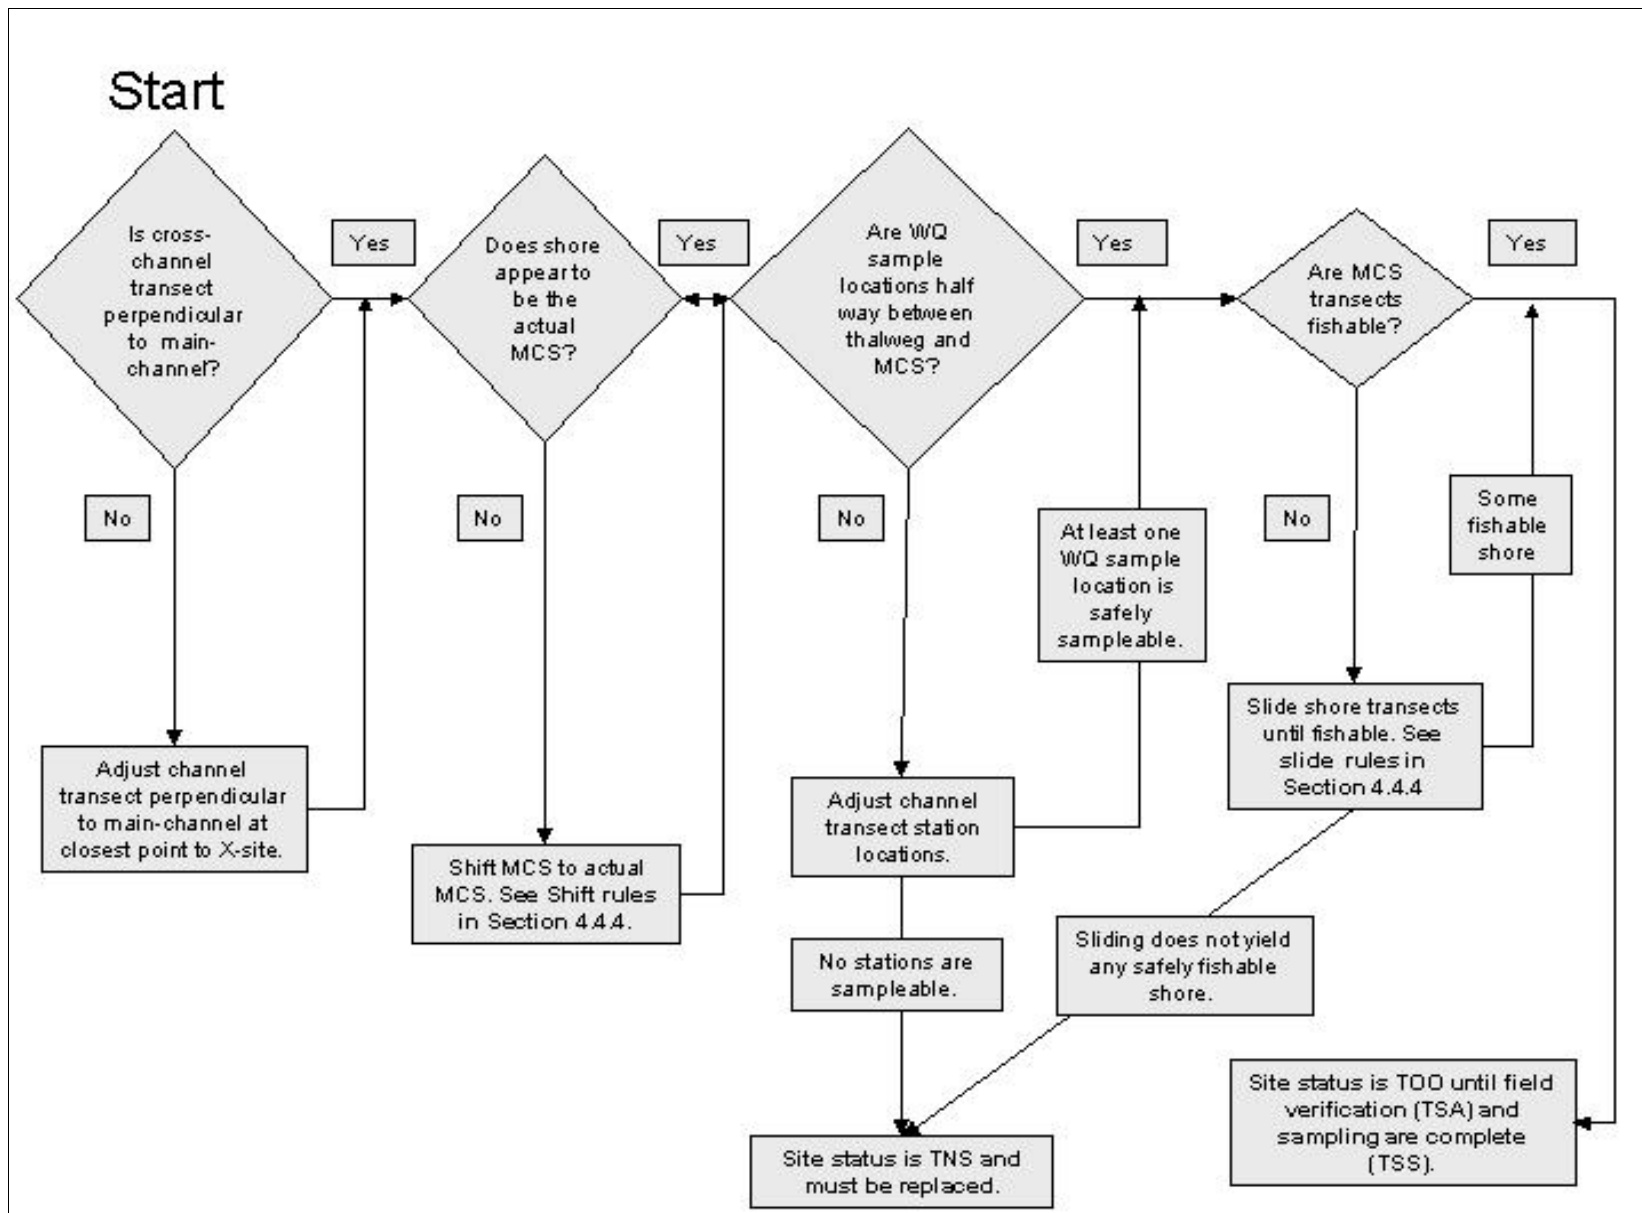 Start
Is cross-
channel
transect
perpendicular
to main-
channel?
Yes
No
Adjust channel
transect perpendicular
to main-channel at
closest point to X-site.
Does shore
appear to
be the
actual
MCS?
Yes
No
Shift MCS to actual
MCS. See Shift rules
in Section 4.4.4.
Are WQ
sample
locations half
way between
thalweg and
MCS?
Yes
No
At least one
WQ sample
location is
safely
sampleable.
Adjust channel
transect station
locations.
No stations are
sampleable.
Are MCS
transects
fishable?
Yes
No
Some
fishable
shore
Slide shore transects
until fishable. See
slide rules in
Section 4.4.4
Sliding does not yield
any safely fishable
shore.
Site status is TNS and
must be replaced.
Site status is TOO until field
verification (TSA) and
sampling are complete
(TSS).